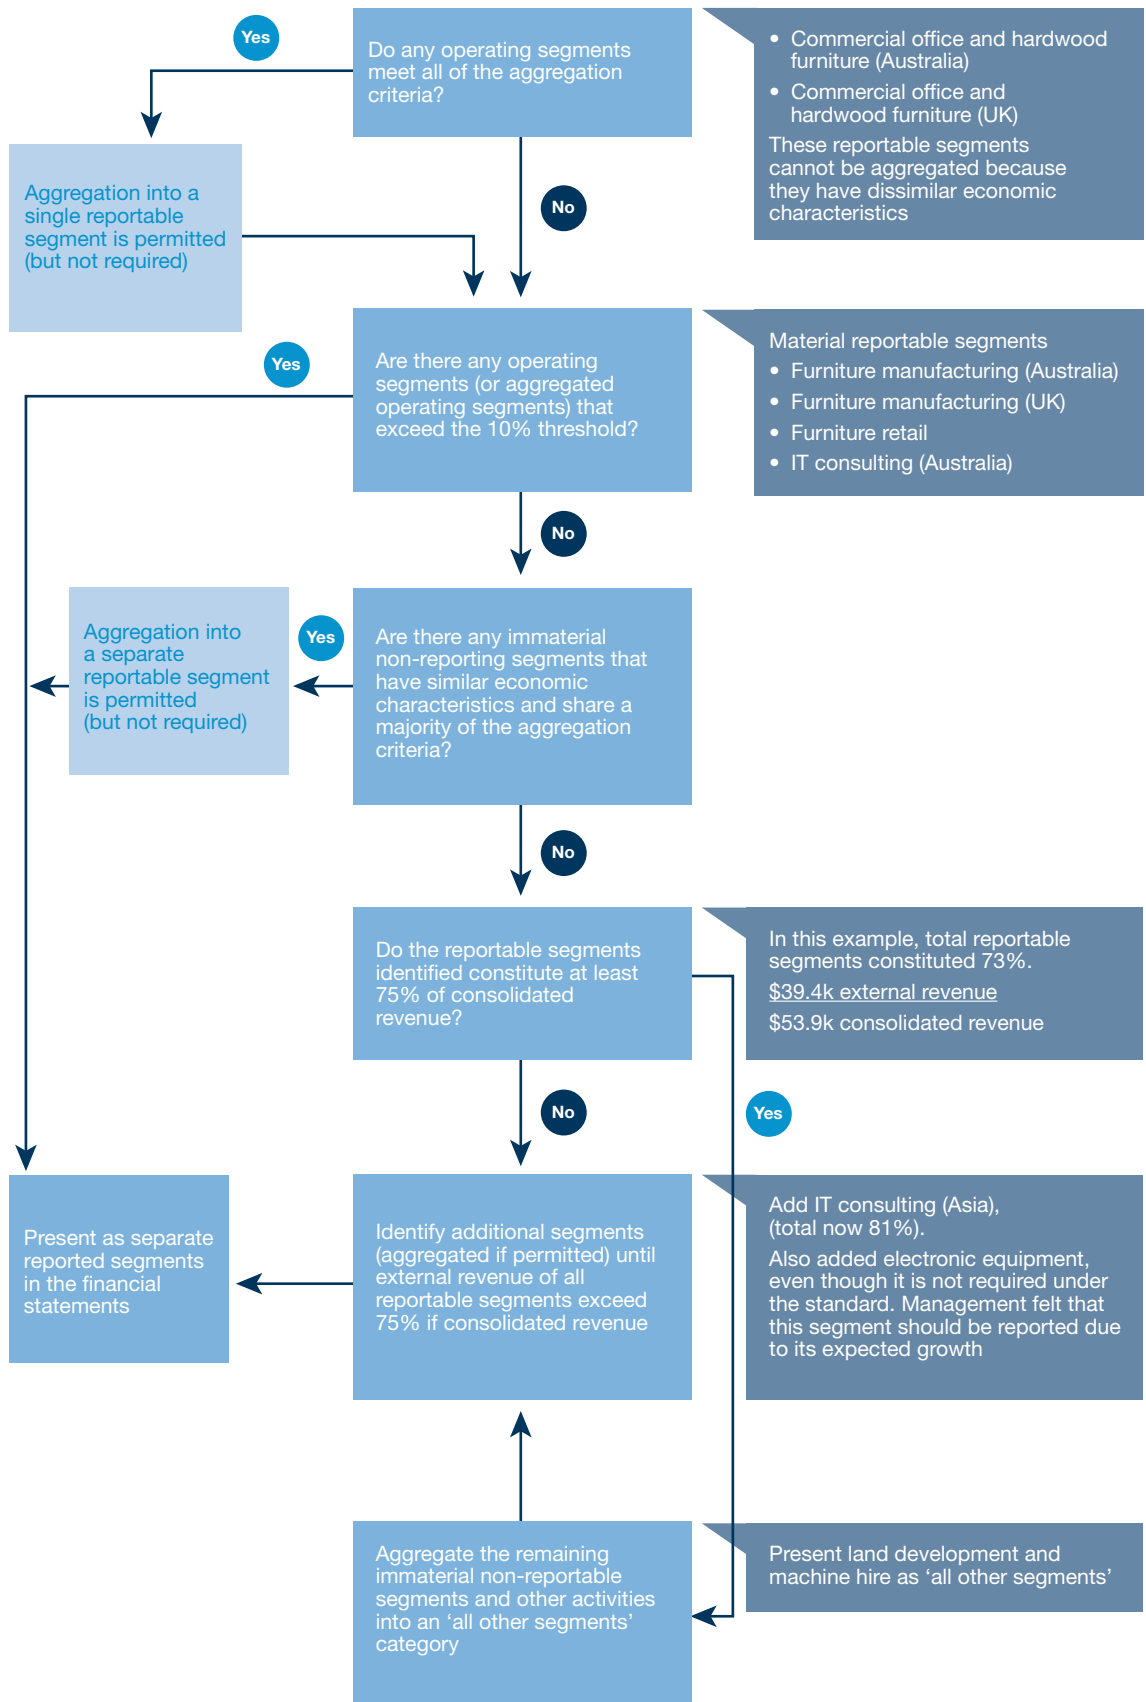 Yes
Do any operating segments
meet all of the aggregation
criteria?
• Commercial office and hardwood
furniture (Australia)
• Commercial office and
hardwood furniture (UK)
These reportable segments
cannot be aggregated because
they have dissimilar economic
characteristics
Aggregation into a
single reportable
segment is permitted
(but not required)
No
Yes
Are there any operating
segments (or aggregated
operating segments) that
exceed the 10% threshold?
Material reportable segments
• Furniture manufacturing (Australia)
• Furniture manufacturing (UK)
• Furniture retail
• IT consulting (Australia)
No
Aggregation into
a separate
reportable segment
is permitted
(but not required)
Yes
Are there any immaterial
non-reporting segments that
have similar economic
characteristics and share a
majority of the aggregation
criteria?
No
Do the reportable segments
identified constitute at least
75% of consolidated
revenue?
In this example, total reportable
segments constituted 73%.
$39.4k external revenue
$53.9k consolidated revenue
No
Yes
Present as separate
reported segments
in the financial
statements
Identify additional segments
(aggregated if permitted) until
external revenue of all
reportable segments exceed
75% if consolidated revenue
Add IT consulting (Asia),
(total now 81%).
Also added electronic equipment,
even though it is not required under
the standard. Management felt that
this segment should be reported due
to its expected growth
Aggregate the remaining
immaterial non-reportable
segments and other activities
into an ‘all other segments’
category
Present land development and
machine hire as ‘all other segments’